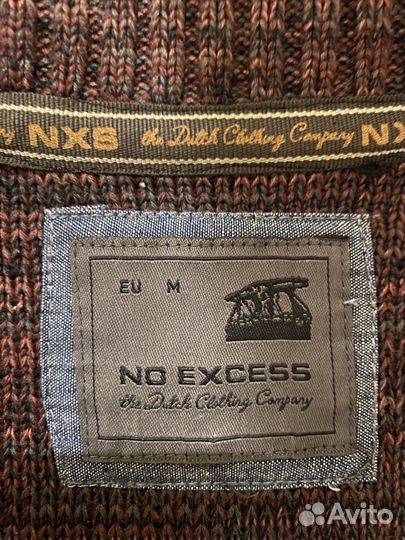 NXS the Dutch Clothing Company NX
EU M
NO EXCESS
the Dutch Clothing Company
Avito